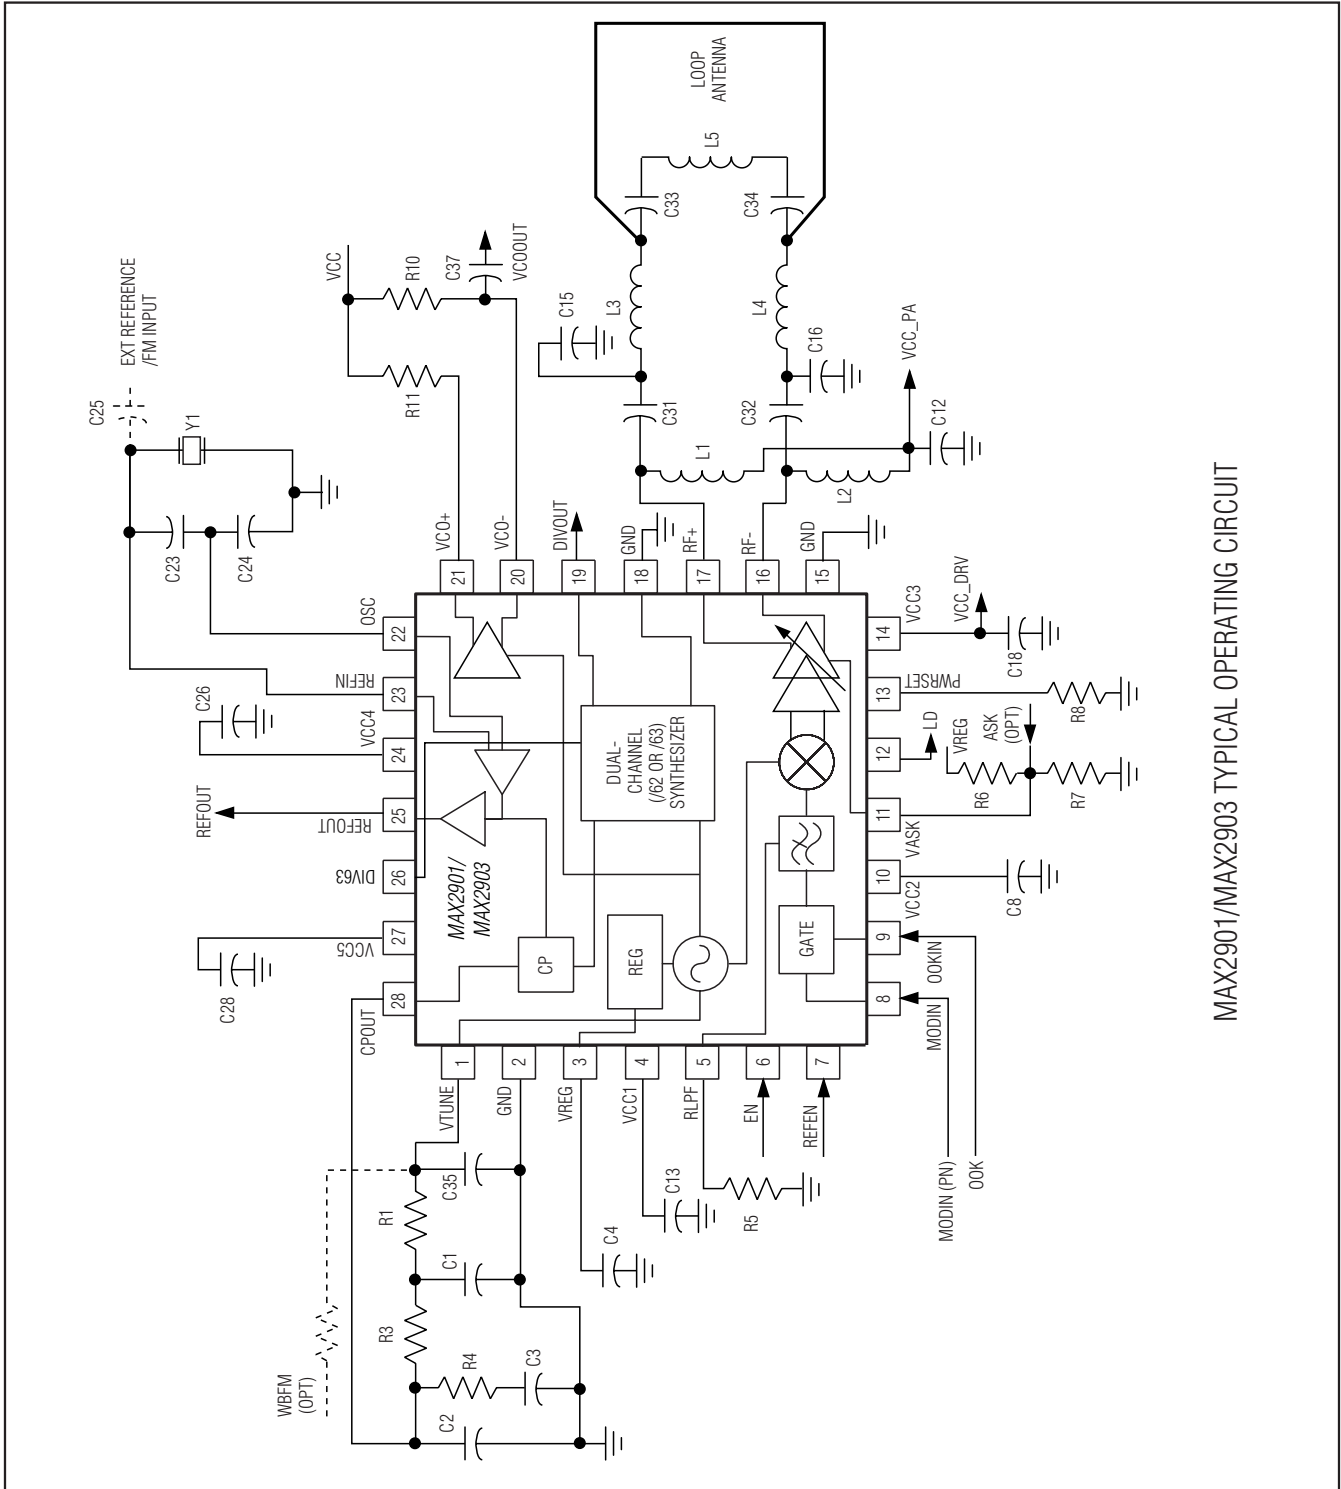 LOOP
ANTENNA
L5
C33
C34
L3
L4
C15
C16
C31
C32
L1
L2
VCC_PA
C12
EXT REFERENCE
/FM INPUT
C25
Y1
C23
C24
VCC
R10
R11
C37
VCOOUT
VCO+
VCO-
DIVOUT
GND
RF+
RF-
GND
21
20
19
18
17
16
15
OSC
22
REFIN
23
VCC4
24
C26
REFOUT
REFOUT
25
DIV63
26
VCC5
27
C28
CPOUT
28
MAX2901/
MAX2903
CP
REG
DUAL-
CHANNEL
(/62 OR /63)
SYNTHESIZER
GATE
14
VCC3
VCC_DRV
C18
13
PWRSET
R8
12
LD
VREG
ASK
(OPT)
R6
R7
11
VASK
10
VCC2
C8
9
OOKIN
8
MODIN
MODIN (PN)
OOK
1
2
3
4
5
6
7
VTUNE
GND
VREG
VCC1
RLPF
EN
REFEN
C35
R1
C1
R3
R4
C3
C2
WBFM
(OPT)
C4
C13
R5
MAX2901/MAX2903 TYPICAL OPERATING CIRCUIT